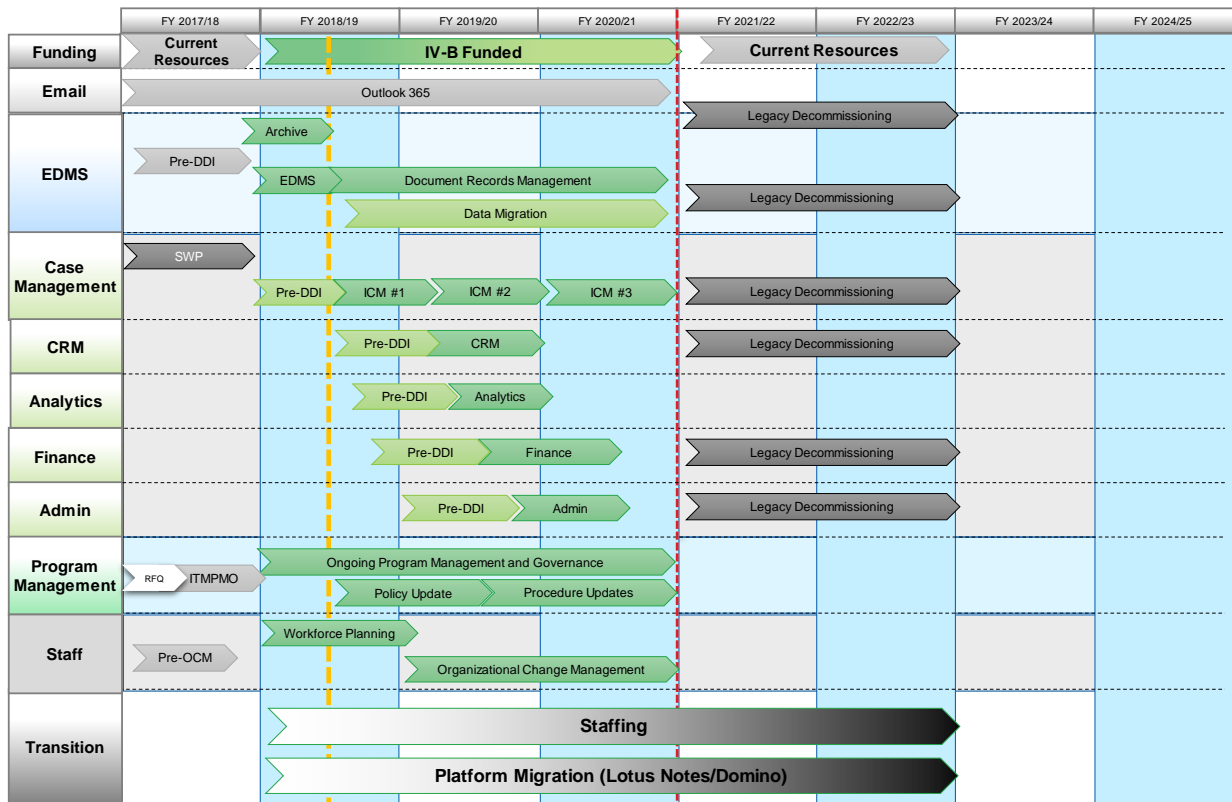 FY 2017/18
FY 2018/19
FY 2019/20
FY 2020/21
FY 2021/22
FY 2022/23
FY 2023/24
FY 2024/25
Funding
Current
Resources
IV-B Funded
Current Resources
Email
Outlook 365
Legacy Decommissioning
EDMS
Archive
Pre-DDI
EDMS
Document Records Management
Data Migration
Legacy Decommissioning
Case
Management
SWP
Pre-DDI
ICM #1
ICM #2
ICM #3
Legacy Decommissioning
CRM
Pre-DDI
CRM
Legacy Decommissioning
Analytics
Pre-DDI
Analytics
Finance
Pre-DDI
Finance
Legacy Decommissioning
Admin
Pre-DDI
Admin
Legacy Decommissioning
Program
Management
RFQ
ITMPMO
Ongoing Program Management and Governance
Policy Update
Procedure Updates
Staff
Workforce Planning
Pre-OCM
Organizational Change Management
Transition
Staffing
Platform Migration (Lotus Notes/Domino)